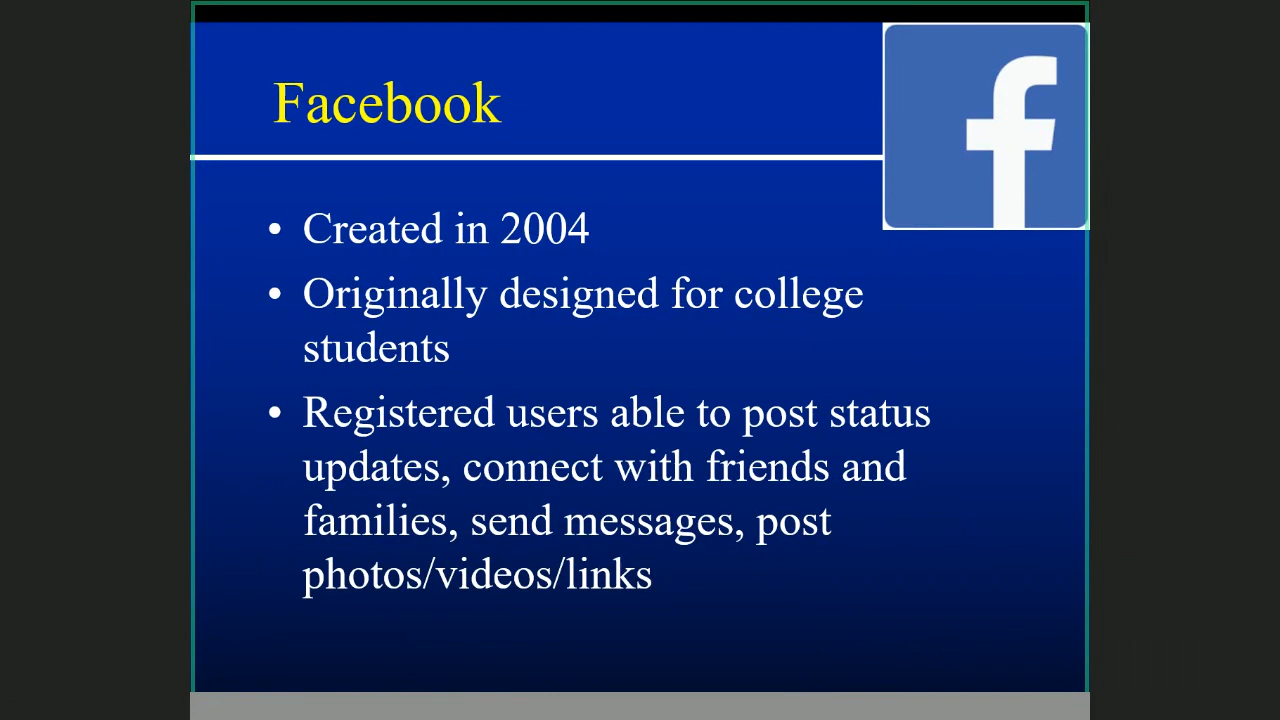 Facebook
• Created in 2004
• Originally designed for college
students
• Registered users able to post status
updates, connect with friends and
families, send messages, post
photos/videos/links